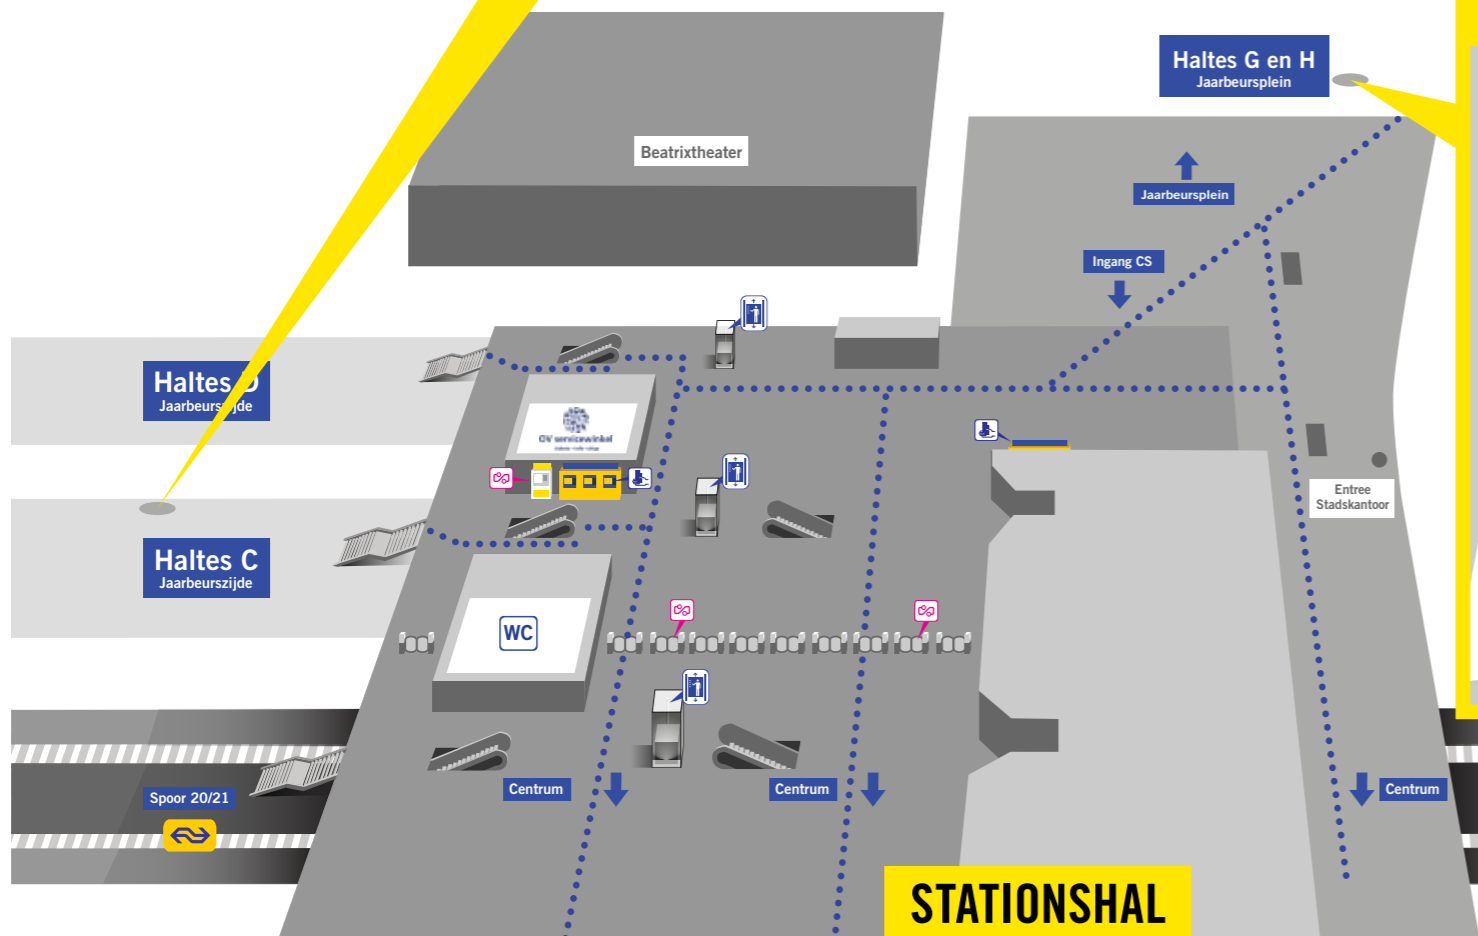 Haltes G en H
Jaarbeursplein
Beatrixtheater
Jaarbeursplein
Ingang CS
Haltes D
Jaarbeurszijde
OV servicewinkel
Entree
Stadskantoor
Haltes C
Jaarbeurszijde
WC
Centrum
Centrum
Centrum
Spoor 20/21
STATIONSHAL